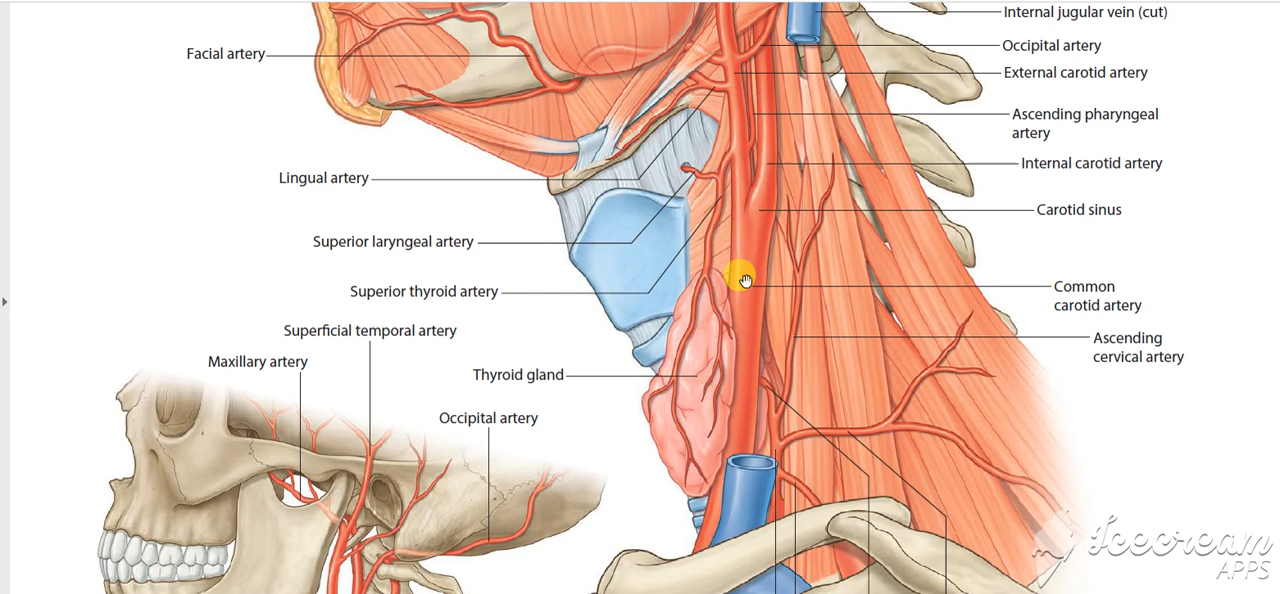 Internal jugular vein (cut)
Facial artery
Occipital artery
External carotid artery
Ascending pharyngeal
artery
Internal carotid artery
Lingual artery
Carotid sinus
Superior laryngeal artery
Superior thyroid artery
Common
carotid artery
Superficial temporal artery
Ascending
cervical artery
Maxillary artery
Thyroid gland
Occipital artery
Icecream
APPS